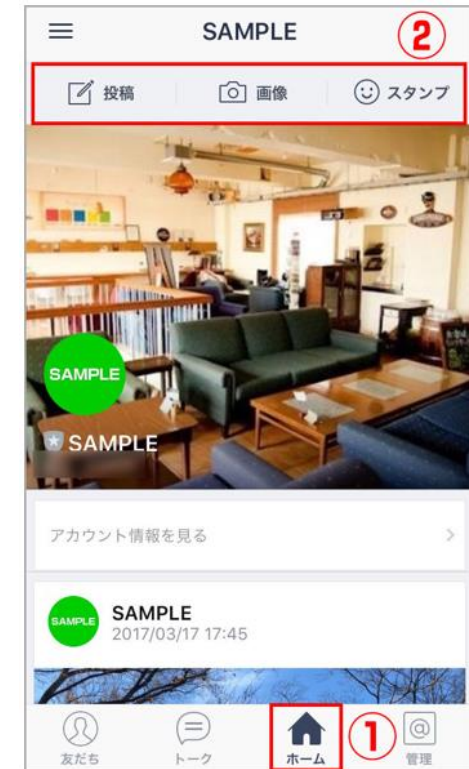 SAMPLE
②
投稿 画像 スタンプ
SAMPLE
SAMPLE
アカウント情報を見る
SAMPLE
SAMPLE
2017/03/17 17:45
①
友だち トーク ホーム 管理